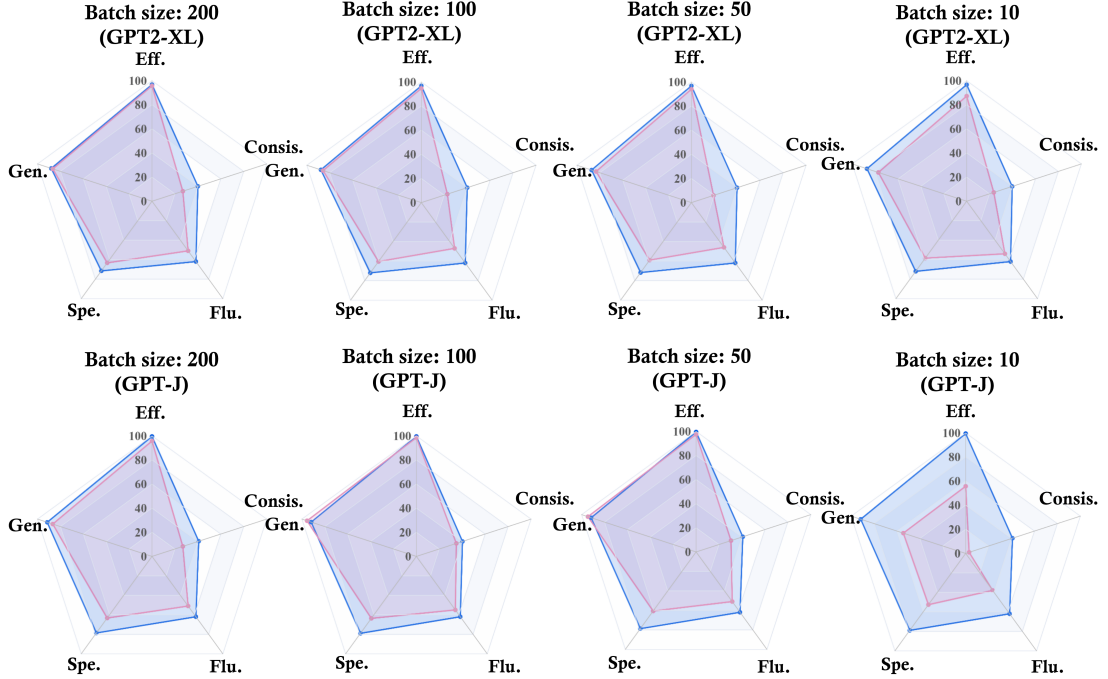 Batch size: 200
(GPT2-XL)
Eff.
100
80
60
40
20
0
Consis.
Gen.
Spe.
Flu.
Batch size: 100
(GPT2-XL)
Eff.
100
80
60
40
20
0
Consis.
Gen.
Spe.
Flu.
Batch size: 50
(GPT2-XL)
Eff.
100
80
60
40
20
0
Consis.
Gen.
Spe.
Flu.
Batch size: 10
(GPT2-XL)
Eff.
100
80
60
40
20
0
Consis.
Gen.
Spe.
Flu.
Batch size: 200
(GPT-J)
Eff.
100
80
60
40
20
0
Consis.
Gen.
Spe.
Flu.
Batch size: 100
(GPT-J)
Eff.
100
80
60
40
20
0
Consis.
Gen.
Spe.
Flu.
Batch size: 50
(GPT-J)
Eff.
100
80
60
40
20
0
Consis.
Gen.
Spe.
Flu.
Batch size: 10
(GPT-J)
Eff.
100
80
60
40
20
0
Consis.
Gen.
Spe.
Flu.